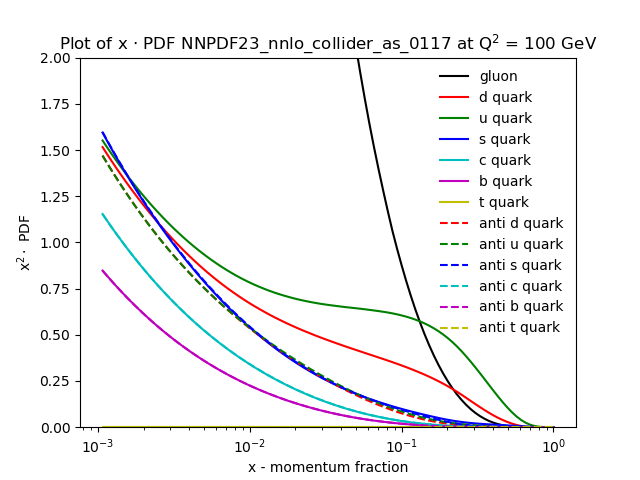 Plot of x · PDF NNPDF23_nnlo_collider_as_0117 at Q² = 100 GeV
2.00
1.75
1.50
1.25
1.00
0.75
0.50
0.25
0.00
x² · PDF
gluon
d quark
u quark
s quark
c quark
b quark
t quark
anti d quark
anti u quark
anti s quark
anti c quark
anti b quark
anti t quark
10⁻³ 10⁻² 10⁻¹ 10⁰
x - momentum fraction